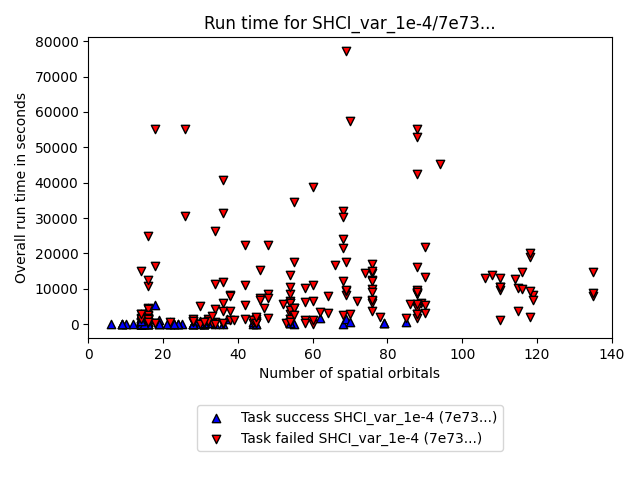 Run time for SHCI_var_1e-4/7e73...
Overall run time in seconds
80000
70000
60000
50000
40000
30000
20000
10000
0
0 20 40 60 80 100 120 140
Number of spatial orbitals
Task success SHCI_var_1e-4 (7e73...)
Task failed SHCI_var_1e-4 (7e73...)